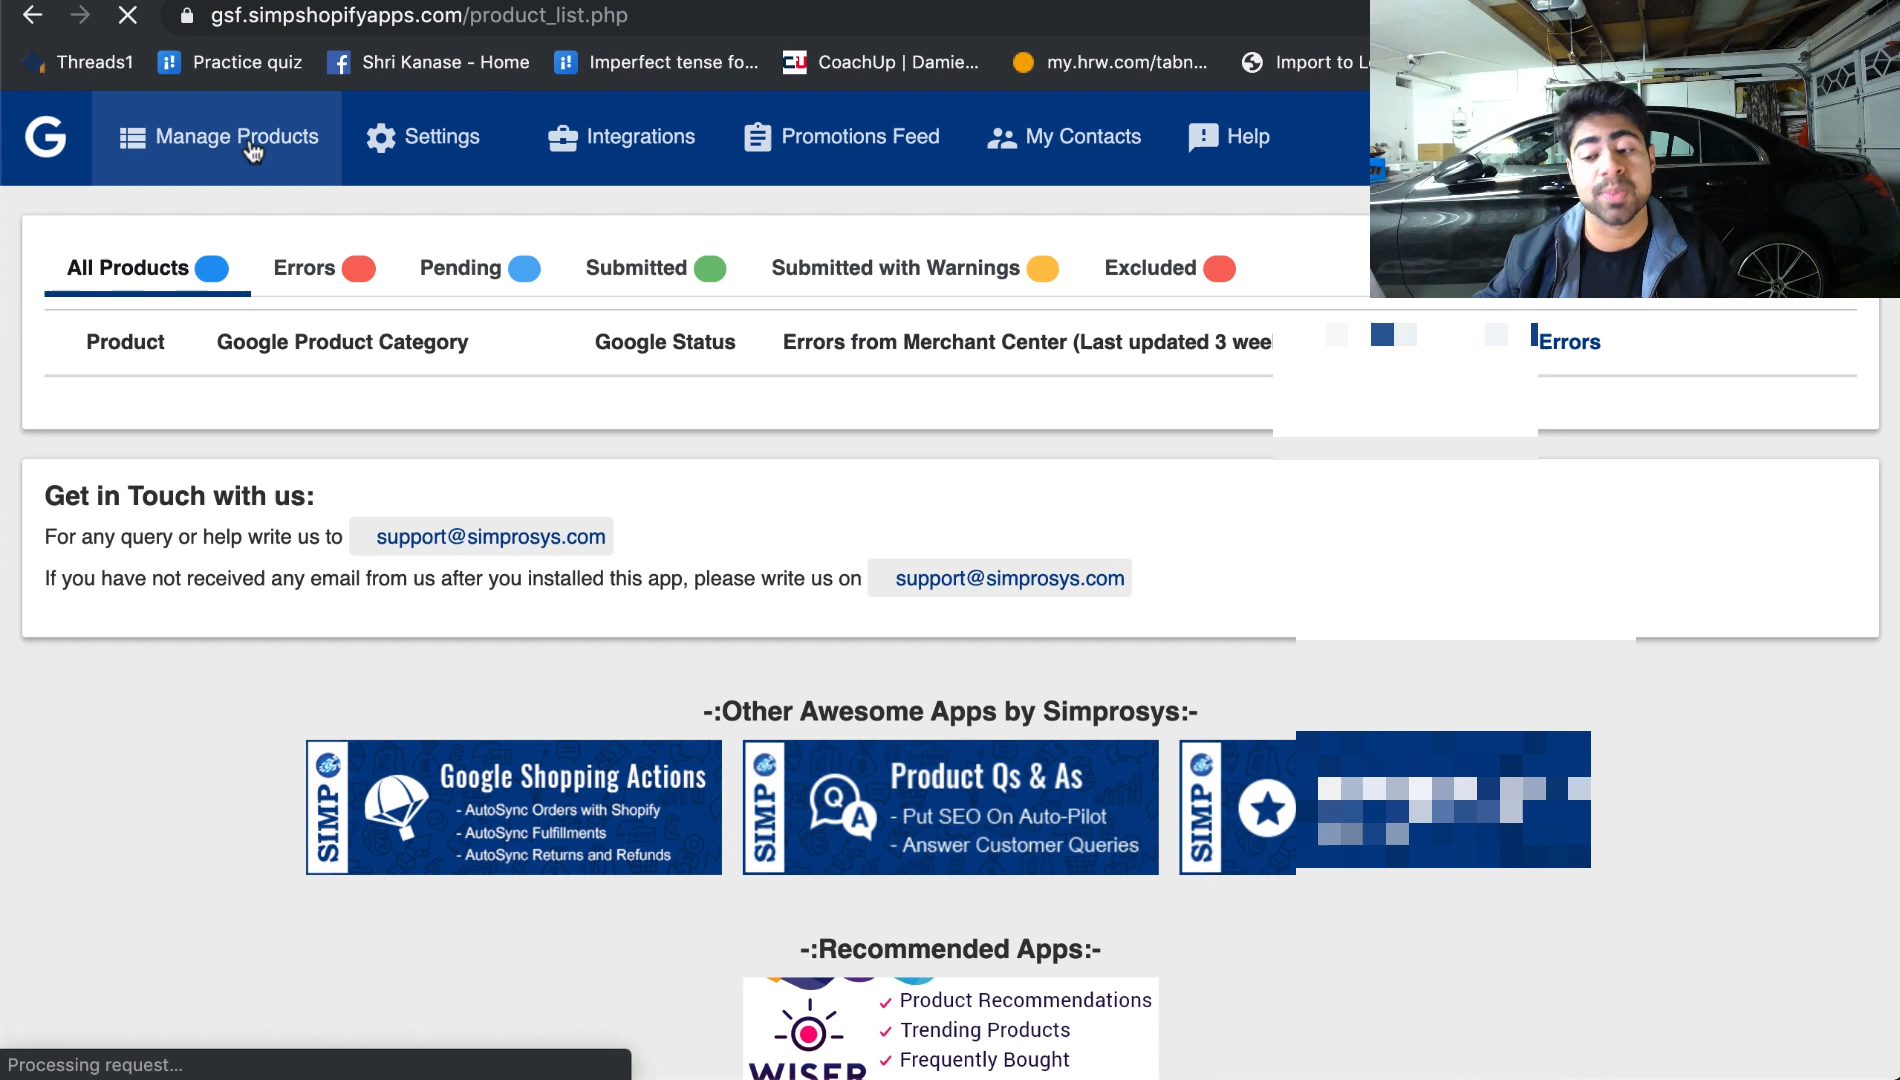 gsf.simpshopifyapps.com/product_list.php
Threads1
Practice quiz
Shri Kanase - Home
Imperfect tense fo...
CoachUp | Damie...
my.hrw.com/tabn...
Import to L
G
Manage Products
Settings
Integrations
Promotions Feed
My Contacts
Help
All Products
Errors
Pending
Submitted
Submitted with Warnings
Excluded
Product
Google Product Category
Google Status
Errors from Merchant Center (Last updated 3 wee
Errors
Get in Touch with us:
For any query or help write us to support@simprosys.com
If you have not received any email from us after you installed this app, please write us on support@simprosys.com
-:Other Awesome Apps by Simprosys:-
SIMP
Google Shopping Actions
- AutoSync Orders with Shopify
- AutoSync Fulfillments
- AutoSync Returns and Refunds
SIMP
Q
A
Product Qs & As
- Put SEO On Auto-Pilot
- Answer Customer Queries
SIMP
-:Recommended Apps:-
WISER
Product Recommendations
Trending Products
Frequently Bought
Processing request...